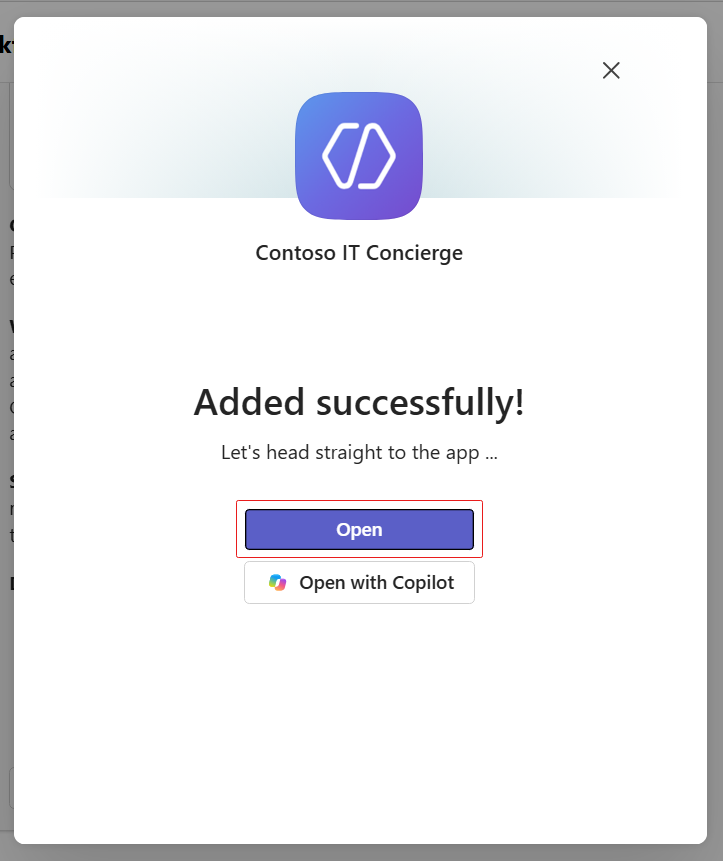 Contoso IT Concierge
Added successfully!
Let's head straight to the app ...
Open
Open with Copilot